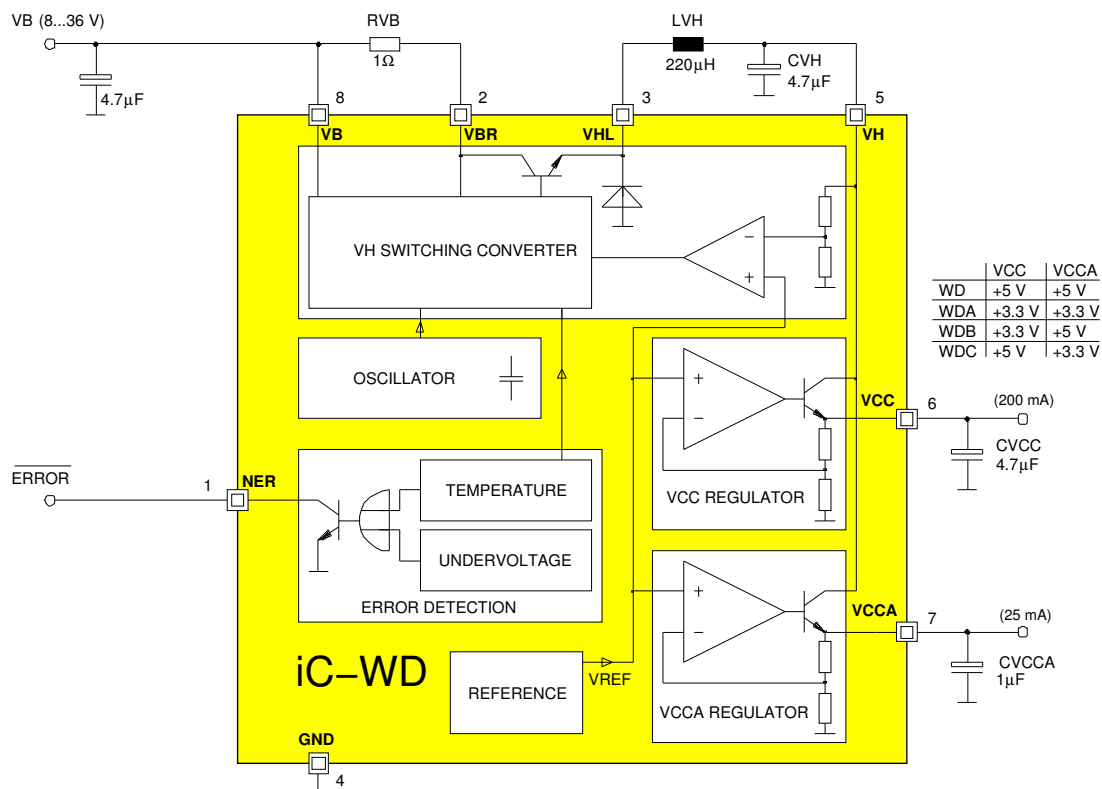 VB (8...36 V)
RVB
LVH
1Ω
220µH
CVH
4.7µF
4.7µF
8
2
3
5
VB
VBR
VHL
VH
VH SWITCHING CONVERTER
−
+
VCC VCCA
WD +5 V +5 V
WDA +3.3 V +3.3 V
WDB +3.3 V +5 V
WDC +5 V +3.3 V
OSCILLATOR
+
−
VCC
6
(200 mA)
CVCC
4.7µF
VCC REGULATOR
ERROR
1
NER
TEMPERATURE
UNDERVOLTAGE
ERROR DETECTION
+
−
VCCA
7
(25 mA)
CVCCA
1µF
VCCA REGULATOR
iC−WD
REFERENCE
VREF
GND
4